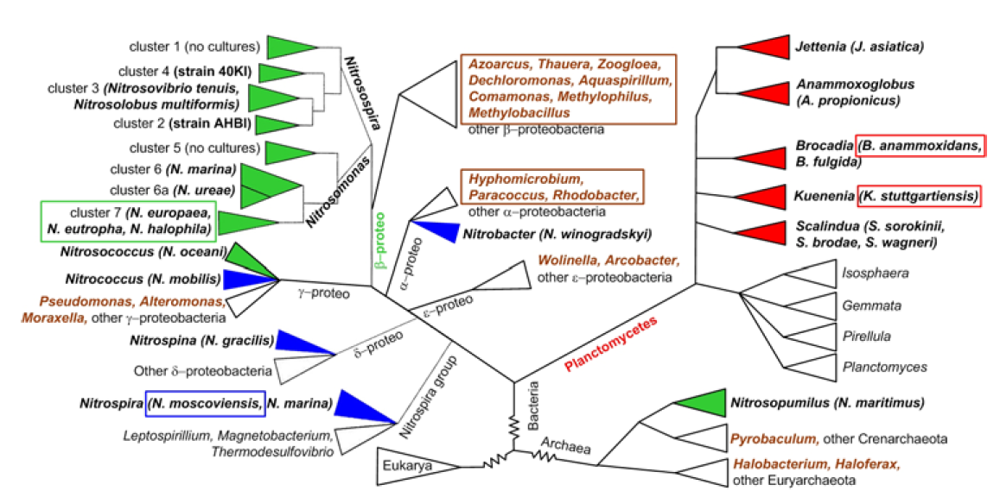 cluster 1 (no cultures)
cluster 4 (strain 40KI)
cluster 3 (Nitrosovibrio tenuis,
Nitrosolobus multiformis)
cluster 2 (strain AHBI)
cluster 5 (no cultures)
cluster 6 (N. marina)
cluster 6a (N. ureae)
cluster 7 (N. europaea,
N. eutropha, N. halophila)
Nitrosococcus (N. oceani)
Nitrococcus (N. mobilis)
Pseudomonas, Alteromonas,
Moraxella, other γ–proteobacteria
Nitrospina (N. gracilis)
Other δ–proteobacteria
Nitrospira (N. moscoviensis, N. marina)
Leptospirillium, Magnetobacterium,
Thermodesulfovibrio
Eukarya
Nitrosospira
Nitrosomonas
β–proteo
γ–proteo
α–proteo
ε–proteo
δ–proteo
Nitrospira group
Azoarcus, Thauera, Zoogloea,
Dechloromonas, Aquaspirillum,
Comamonas, Methylophilus,
Methylobacillus
other β–proteobacteria
Hyphomicrobium,
Paracoccus, Rhodobacter,
other α–proteobacteria
Nitrobacter (N. winogradskyi)
Wolinella, Arcobacter,
other ε–proteobacteria
Planctomycetes
Bacteria
Archaea
Jettenia (J. asiatica)
Anammoxoglobus
(A. propionicus)
Brocadia (B. anammoxidans,
B. fulgida)
Kuenenia (K. stuttgartiensis)
Scalindua (S. sorokinii,
S. brodae, S. wagneri)
Isosphaera
Gemmata
Pirellula
Planctomyces
Nitrosopumilus (N. maritimus)
Pyrobaculum, other Crenarchaeota
Halobacterium, Haloferax,
other Euryarchaeota